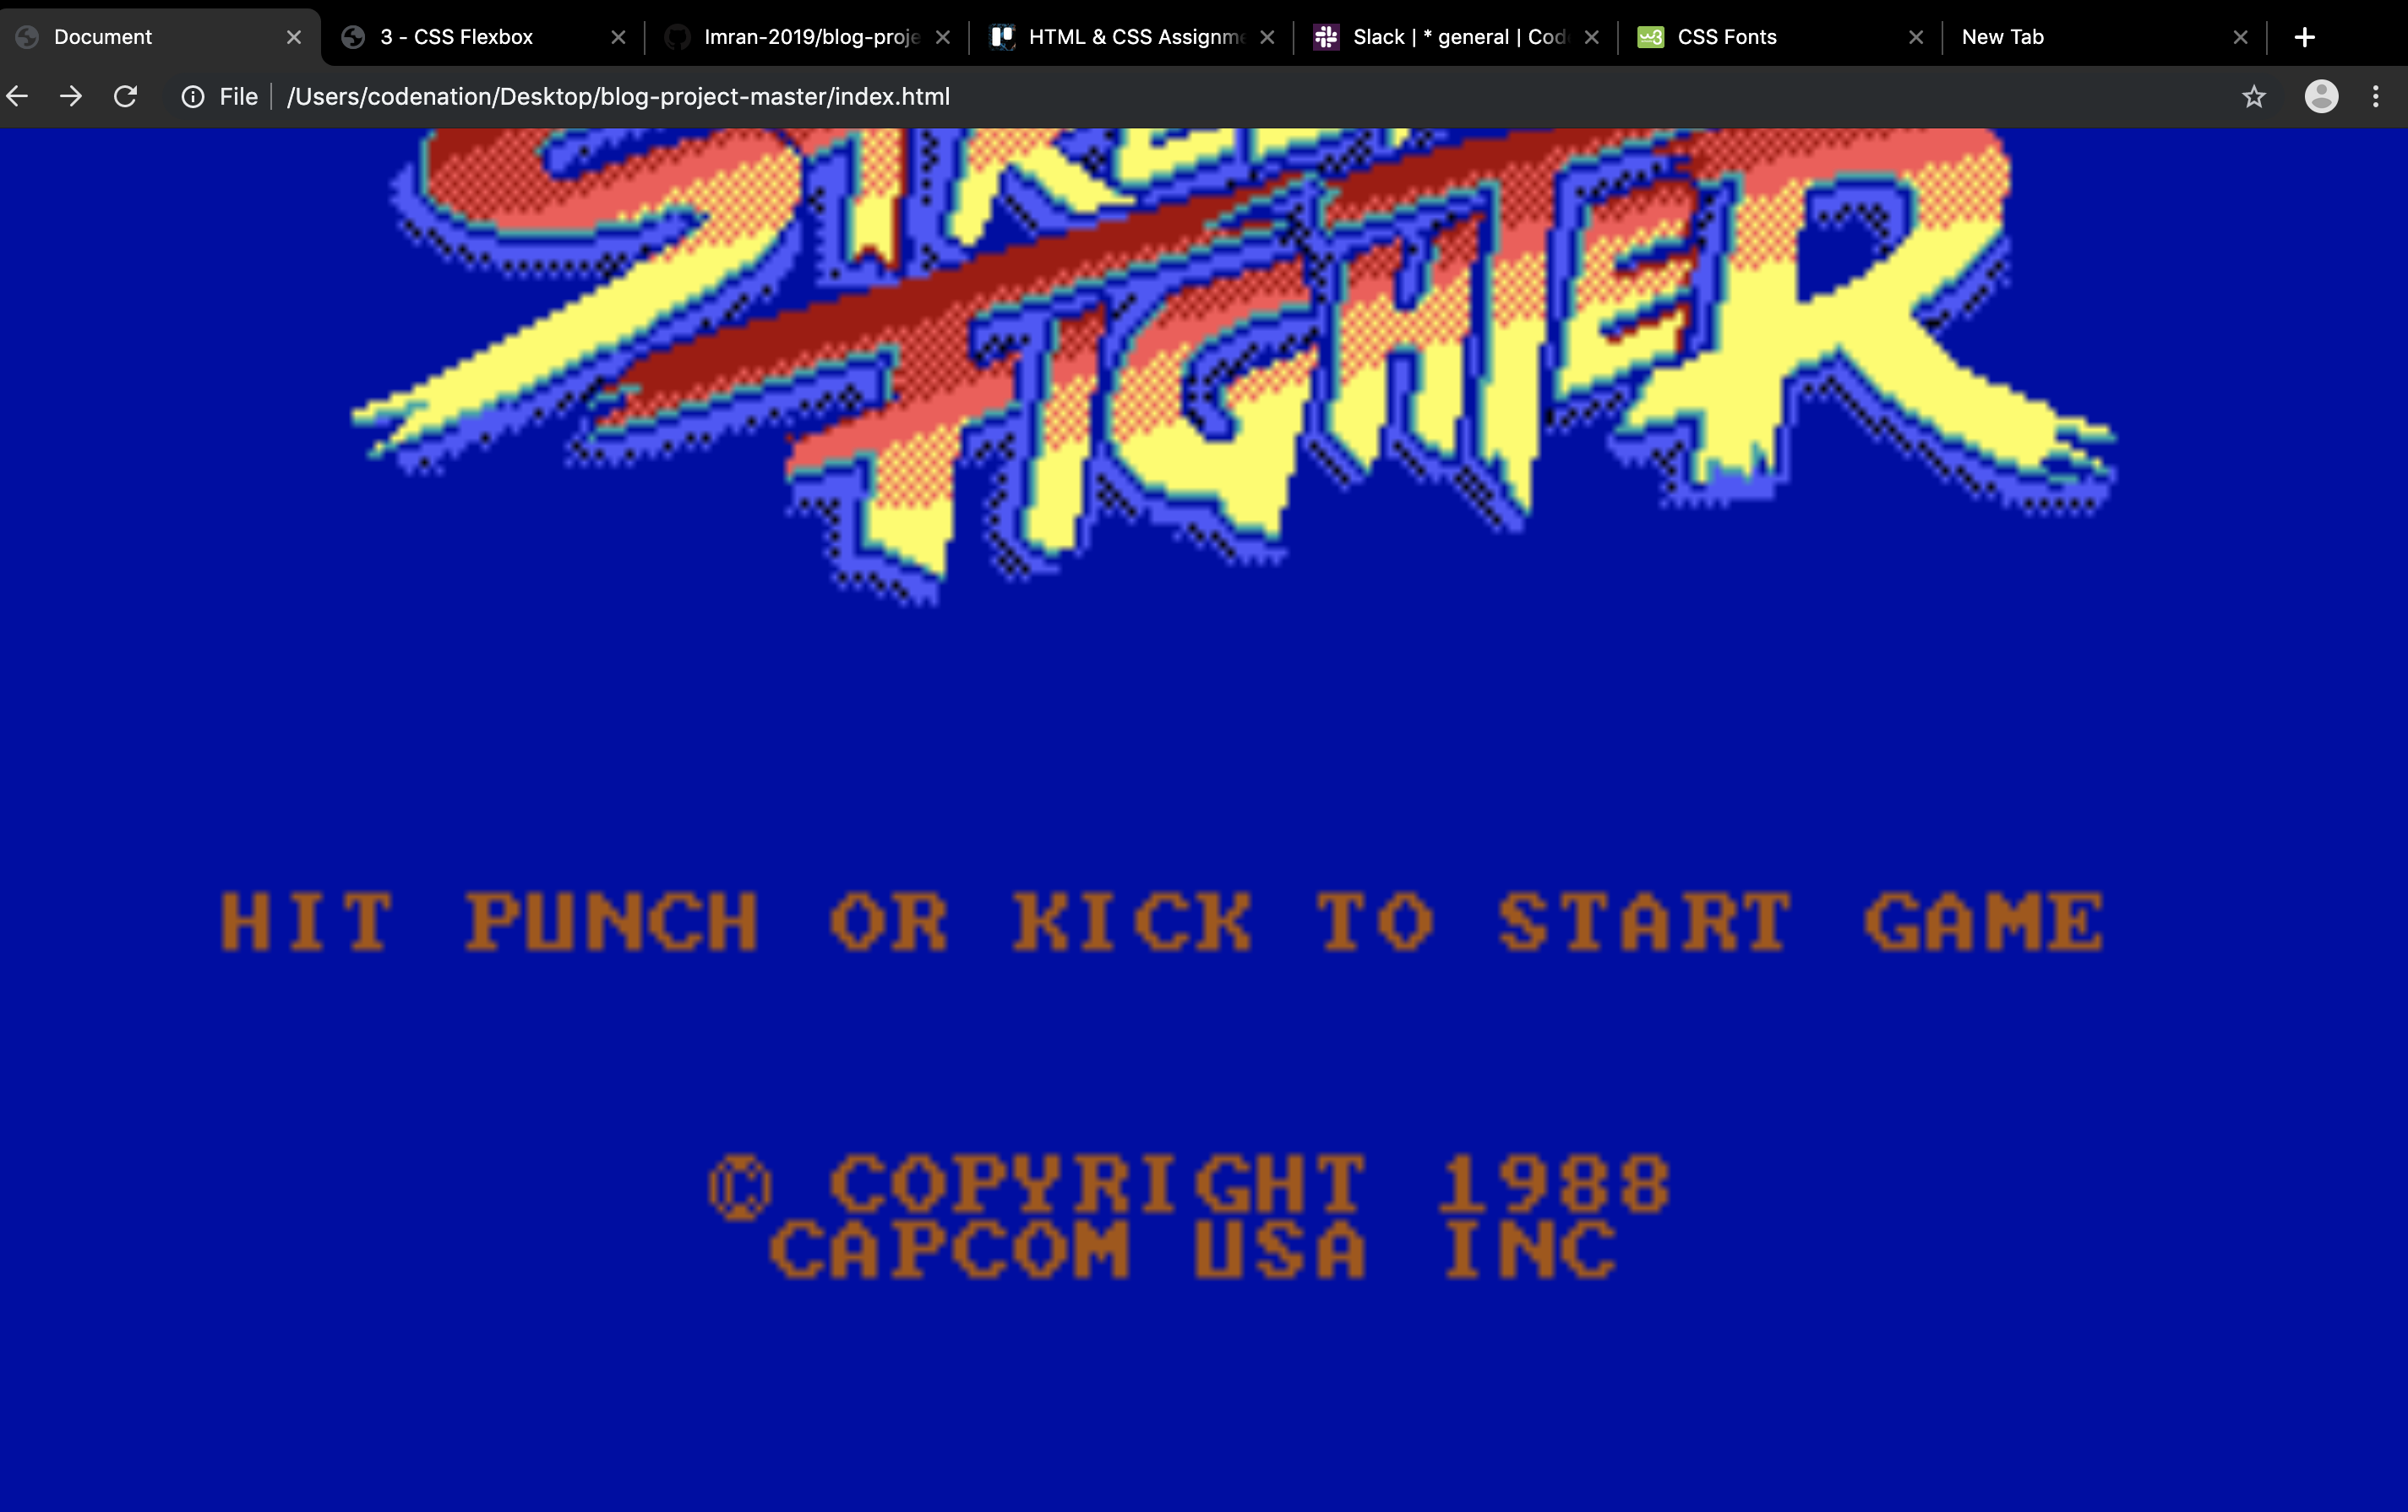 Document
3 - CSS Flexbox
Imran-2019/blog-proje
HTML & CSS Assignme
Slack | * general | Cod
CSS Fonts
New Tab
File
/Users/codenation/Desktop/blog-project-master/index.html
STREET
FIGHTER
HIT PUNCH OR KICK TO START GAME
© COPYRIGHT 1988
CAPCOM USA INC